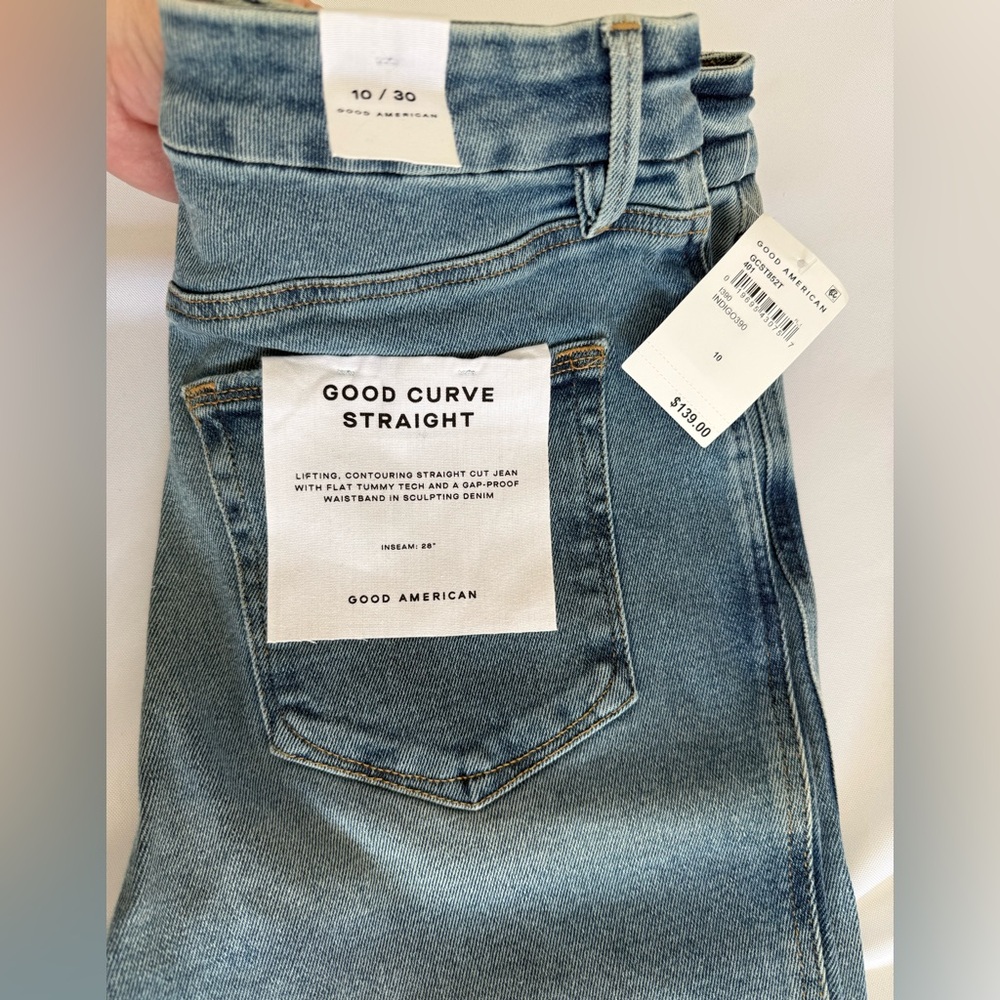 10 / 30
GOOD AMERICAN
GOOD CURVE
STRAIGHT
LIFTING, CONTOURING STRAIGHT CUT JEAN
WITH FLAT TUMMY TECH AND A GAP-PROOF
WAISTBAND IN SCULPTING DENIM
INSEAM: 28"
GOOD AMERICAN
GOOD AMERICAN
GCST852T
401
I390
INDIGO390
10
$139.00